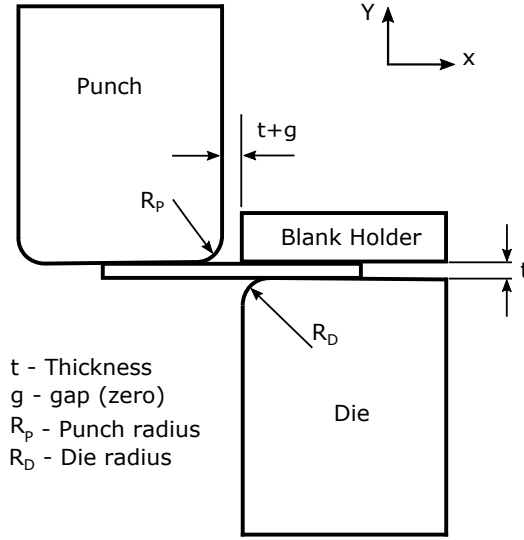 Y
x
Punch
t+g
R_P
Blank Holder
t
R_D
t - Thickness
g - gap (zero)
R_P - Punch radius
R_D - Die radius
Die